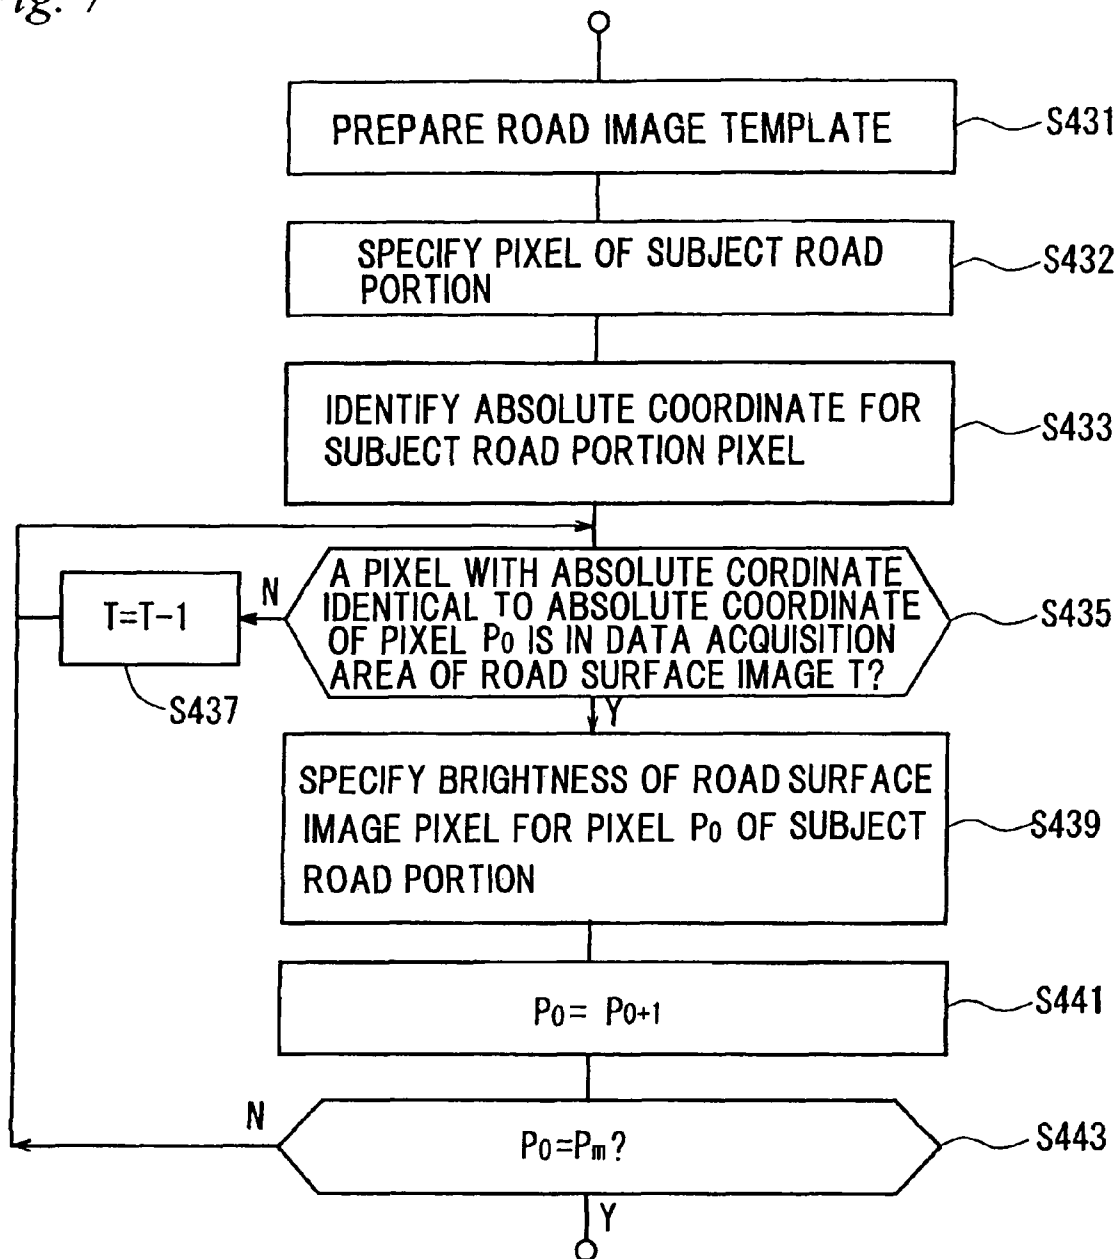 Fig. 7
PREPARE ROAD IMAGE TEMPLATE
S431
SPECIFY PIXEL OF SUBJECT ROAD
PORTION
S432
IDENTIFY ABSOLUTE COORDINATE FOR
SUBJECT ROAD PORTION PIXEL
S433
A PIXEL WITH ABSOLUTE CORDINATE
IDENTICAL TO ABSOLUTE COORDINATE
OF PIXEL P0 IS IN DATA ACQUISITION
AREA OF ROAD SURFACE IMAGE T?
S435
N
T=T-1
S437
Y
SPECIFY BRIGHTNESS OF ROAD SURFACE
IMAGE PIXEL FOR PIXEL P0 OF SUBJECT
ROAD PORTION
S439
P0= P0+1
S441
N
P0=Pm?
S443
Y